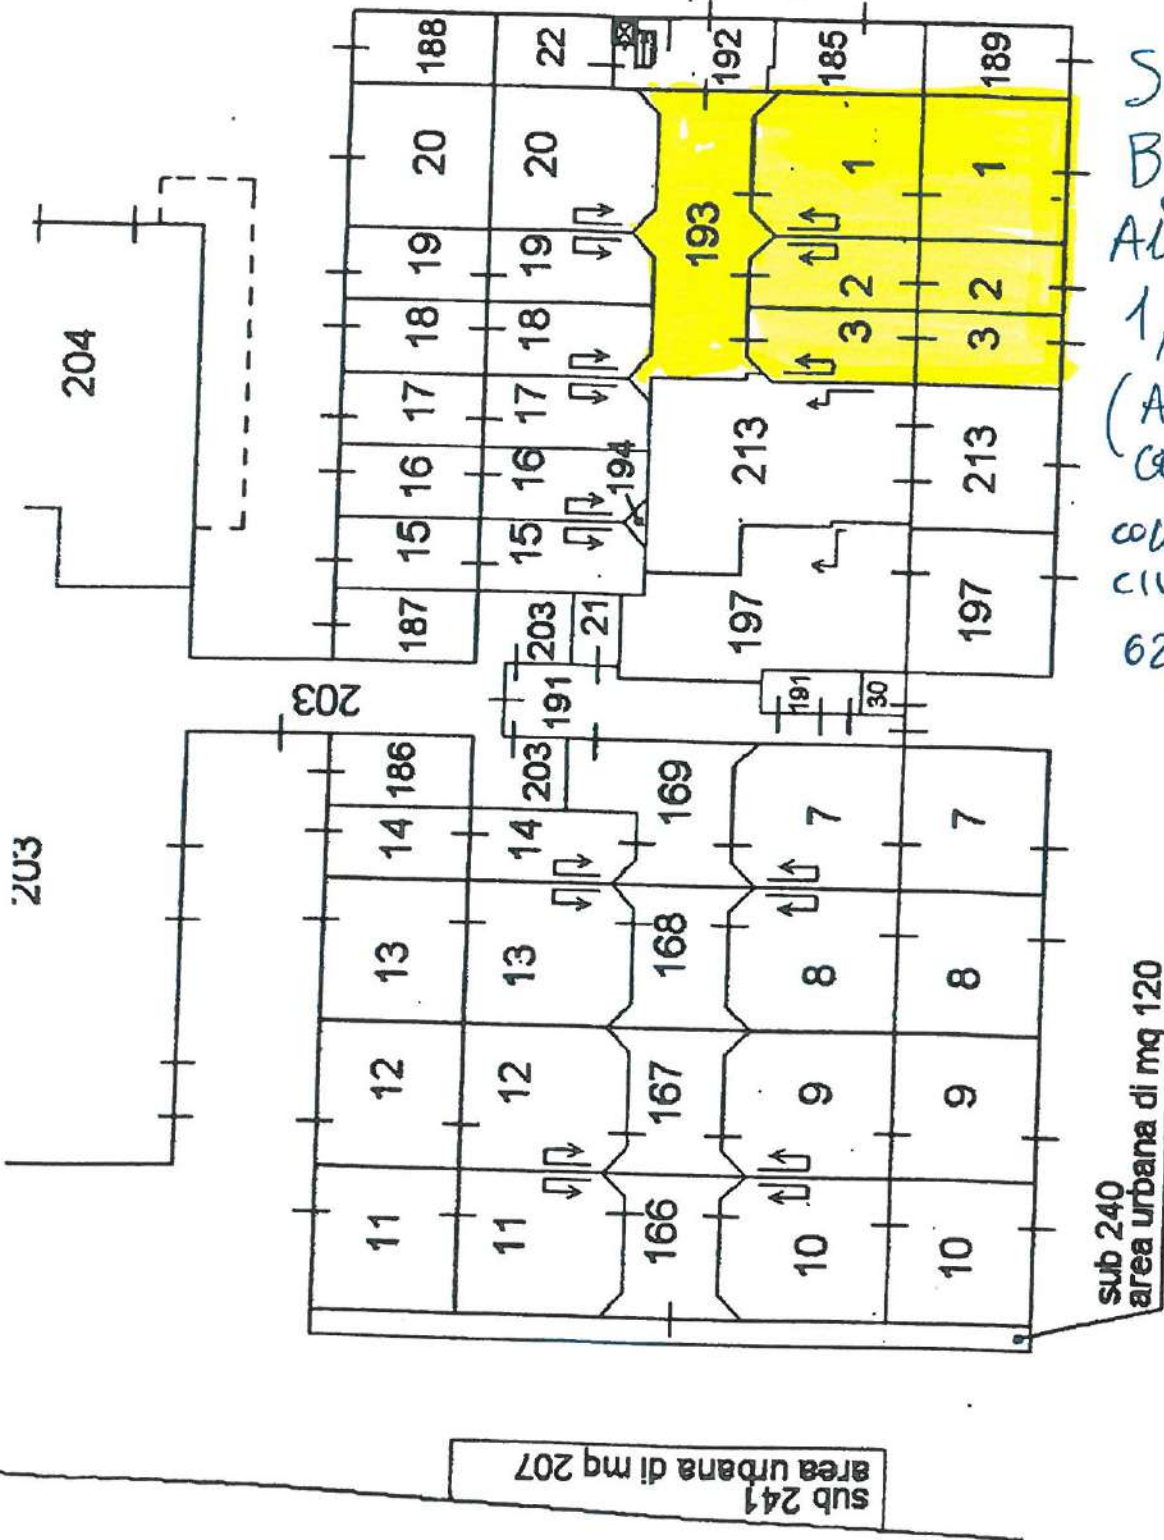 188 22 192 185 189
20 20 1 1
204
19 19 193 2 2
18 18 3 3
17 17
16 16 194 213 213
15 15
187 203 21 197 197
203 191 191 30
203
186 203 169
14 14 7 7
13 13 168 8 8
12 12 167 9 9
11 11 166 10 10
sub 240
area urbana di mq 120
sub 241
area urbana di mq 207
S
B
1,
(A
62